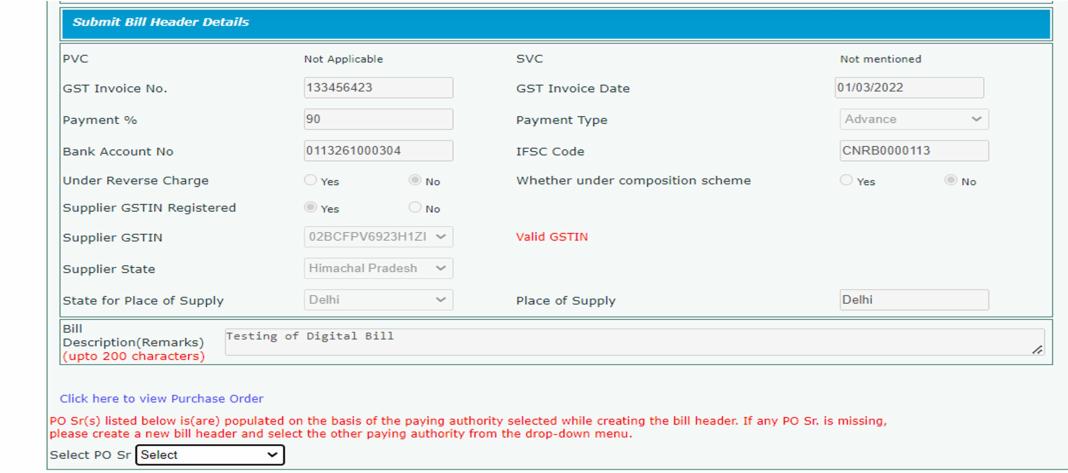 Submit Bill Header Details
PVC Not Applicable SVC Not mentioned
GST Invoice No. 133456423 GST Invoice Date 01/03/2022
Payment % 90 Payment Type Advance
Bank Account No 0113261000304 IFSC Code CNRB0000113
Under Reverse Charge Yes No Whether under composition scheme Yes No
Supplier GSTIN Registered Yes No
Supplier GSTIN 02BCFPV6923H1ZI Valid GSTIN
Supplier State Himachal Pradesh
State for Place of Supply Delhi Place of Supply Delhi
Bill
Description(Remarks) Testing of Digital Bill
(upto 200 characters)
Click here to view Purchase Order
PO Sr(s) listed below is(are) populated on the basis of the paying authority selected while creating the bill header. If any PO Sr. is missing,
please create a new bill header and select the other paying authority from the drop-down menu.
Select PO Sr Select